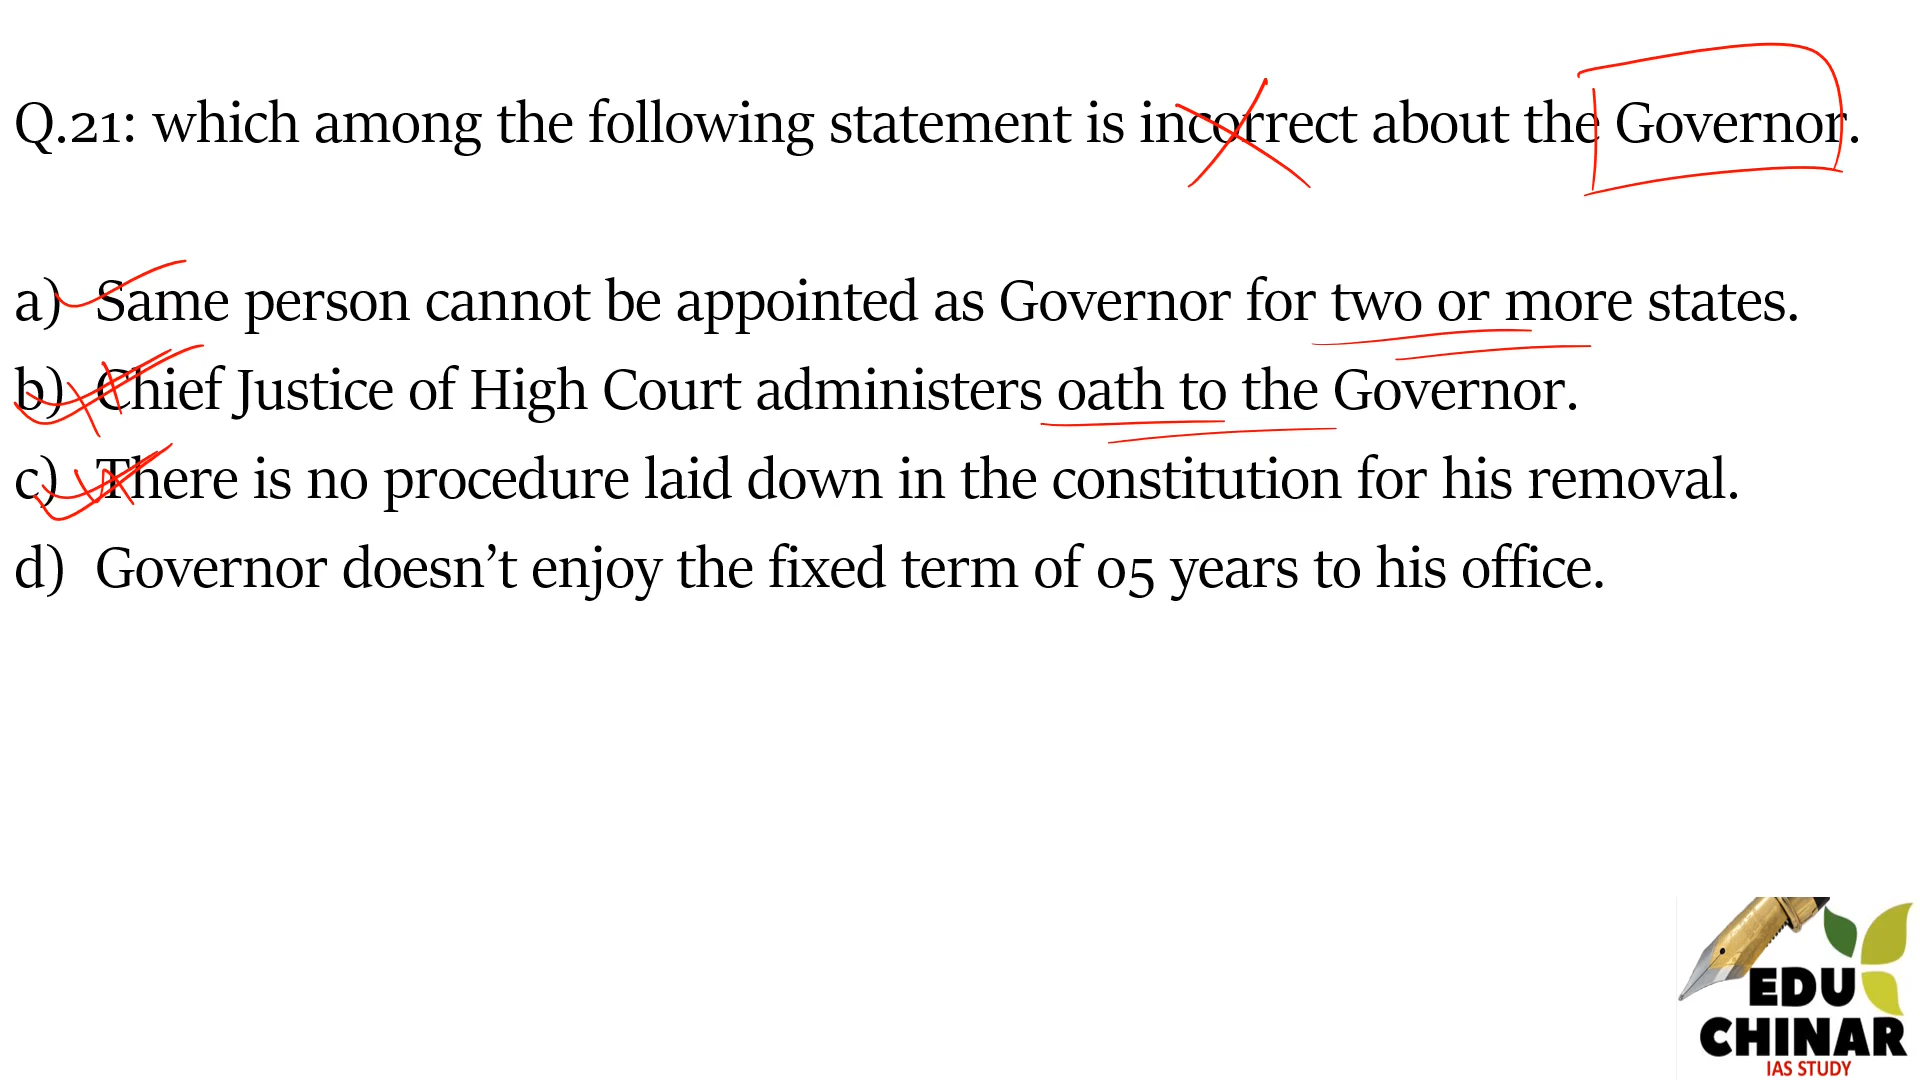 Q.21: which among the following statement is incorrect about the Governor.
a) Same person cannot be appointed as Governor for two or more states.
b) Chief Justice of High Court administers oath to the Governor.
c) There is no procedure laid down in the constitution for his removal.
d) Governor doesn’t enjoy the fixed term of 05 years to his office.
EDU
CHINAR
IAS STUDY